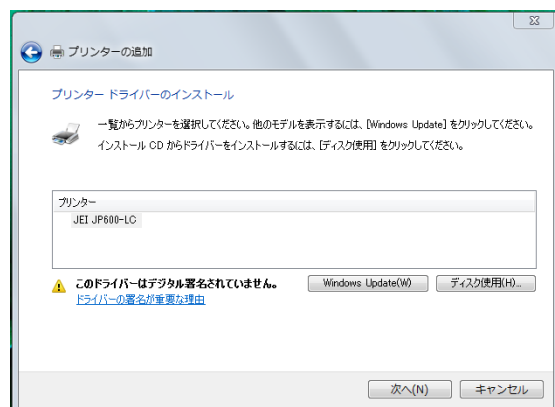 プリンターの追加
プリンター ドライバーのインストール
一覧からプリンターを選択してください。他のモデルを表示するには、[Windows Update] をクリックしてください。
インストール CD からドライバーをインストールするには、[ディスク使用] をクリックしてください。
プリンター
JEI JP600-LC
このドライバーはデジタル署名されていません。
Windows Update(W)
ディスク使用(H)...
ドライバーの署名が重要な理由
次へ(N)
キャンセル